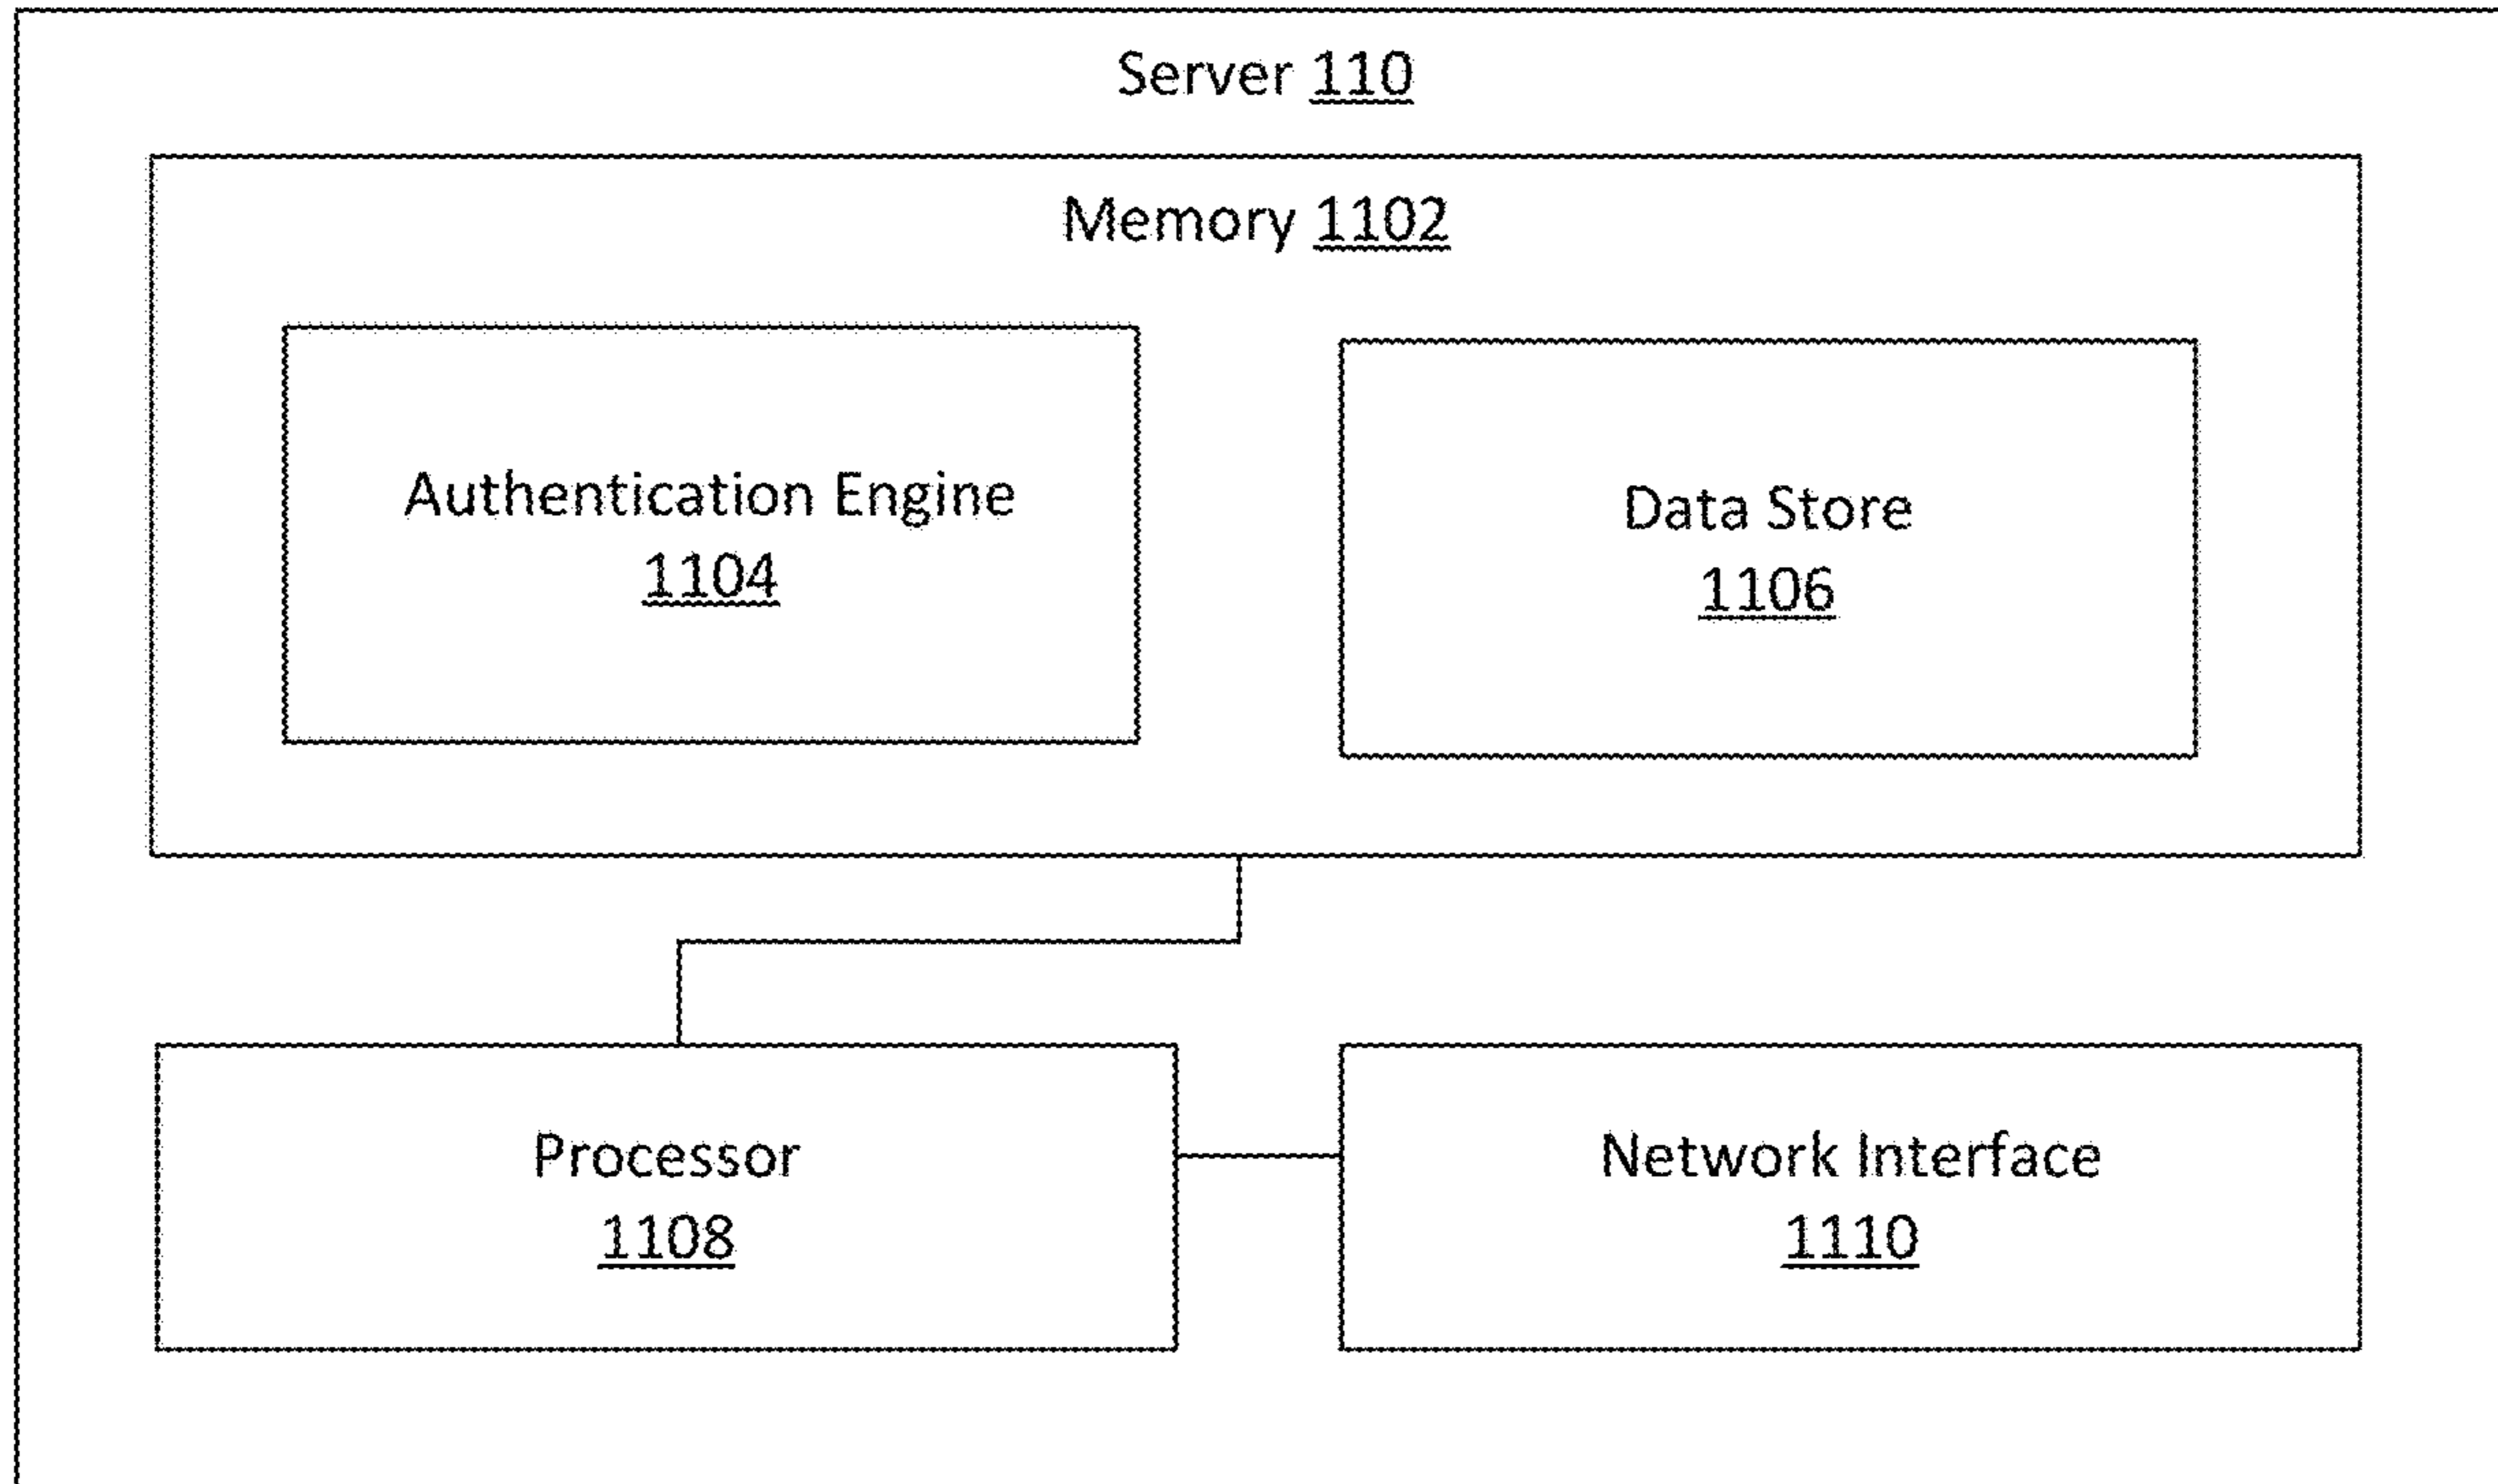 Server 110
Memory 1102
Authentication Engine
1104
Data Store
1106
Processor
1108
Network Interface
1110